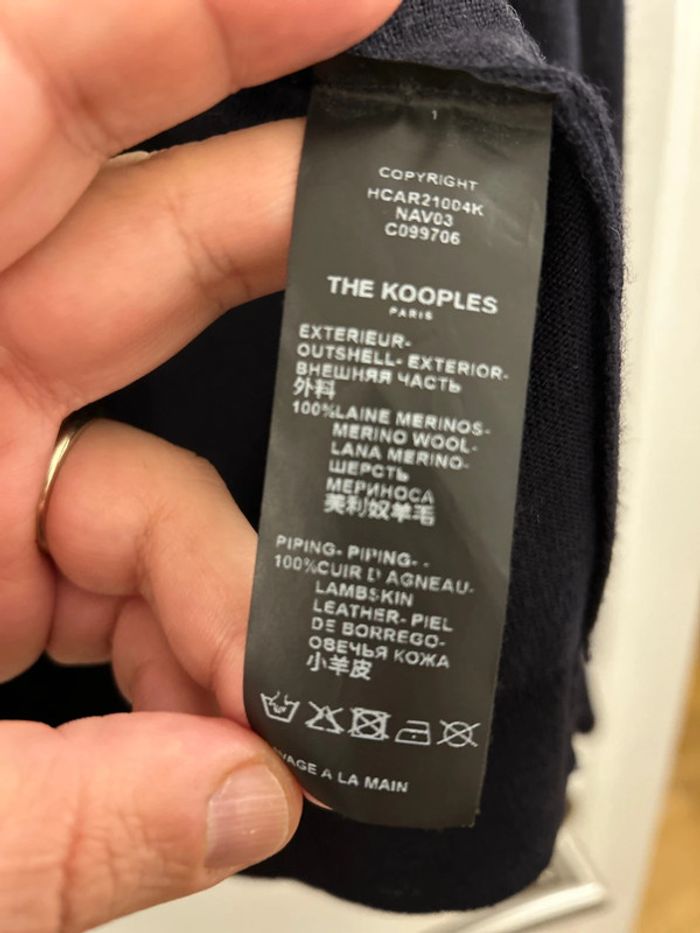 1
COPYRIGHT
HCAR21004K
NAV03
C099706
THE KOOPLES
PARIS
EXTERIEUR-
OUTSHELL- EXTERIOR-
ВНЕШНЯЯ ЧАСТЬ
外科
100%LAINE MERINOS-
MERINO WOOL-
LANA MERINO-
ШЕРСТЬ
МЕРИНОСА
美利奴羊毛
PIPING- PIPING- -
100%CUIR D' AGNEAU-
LAMBSKIN
LEATHER- PIEL
DE BORREGO-
ОВЕЧЬЯ КОЖА
小羊皮
VAGE A LA MAIN